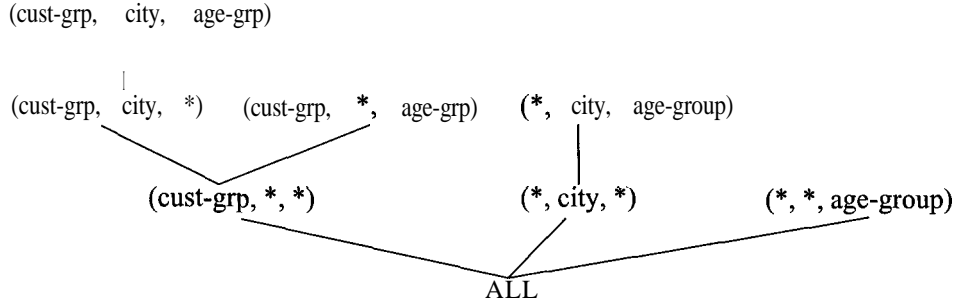 (cust-grp, city, age-grp)
(cust-grp, city, *) (cust-grp, *, age-grp) (*, city, age-group)
(cust-grp, *, *) (*, city, *) (*, *, age-group)
ALL